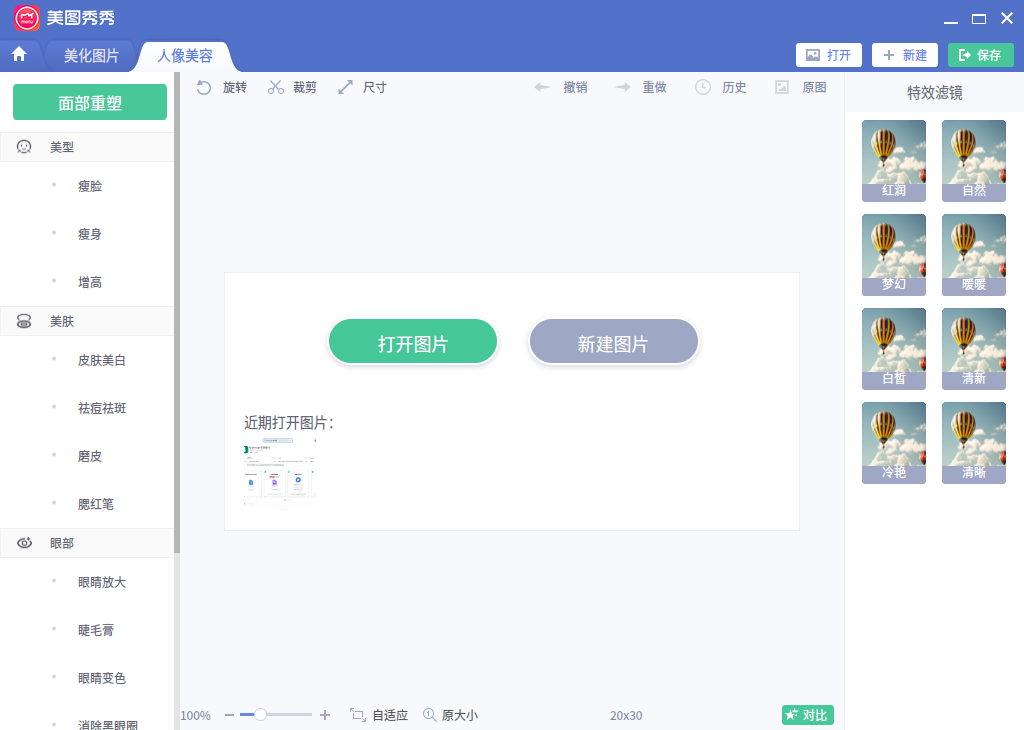 美图秀秀
美化图片
人像美容
打开
新建
保存
面部重塑
旋转
裁剪
尺寸
撤销
重做
历史
原图
特效滤镜
美型
瘦脸
瘦身
增高
美肤
皮肤美白
祛痘祛斑
磨皮
腮红笔
眼部
眼睛放大
睫毛膏
眼睛变色
消除黑眼圈
打开图片
新建图片
近期打开图片：
红润
自然
梦幻
暖暖
白皙
清新
冷艳
清晰
100%
自适应
原大小
20x30
对比